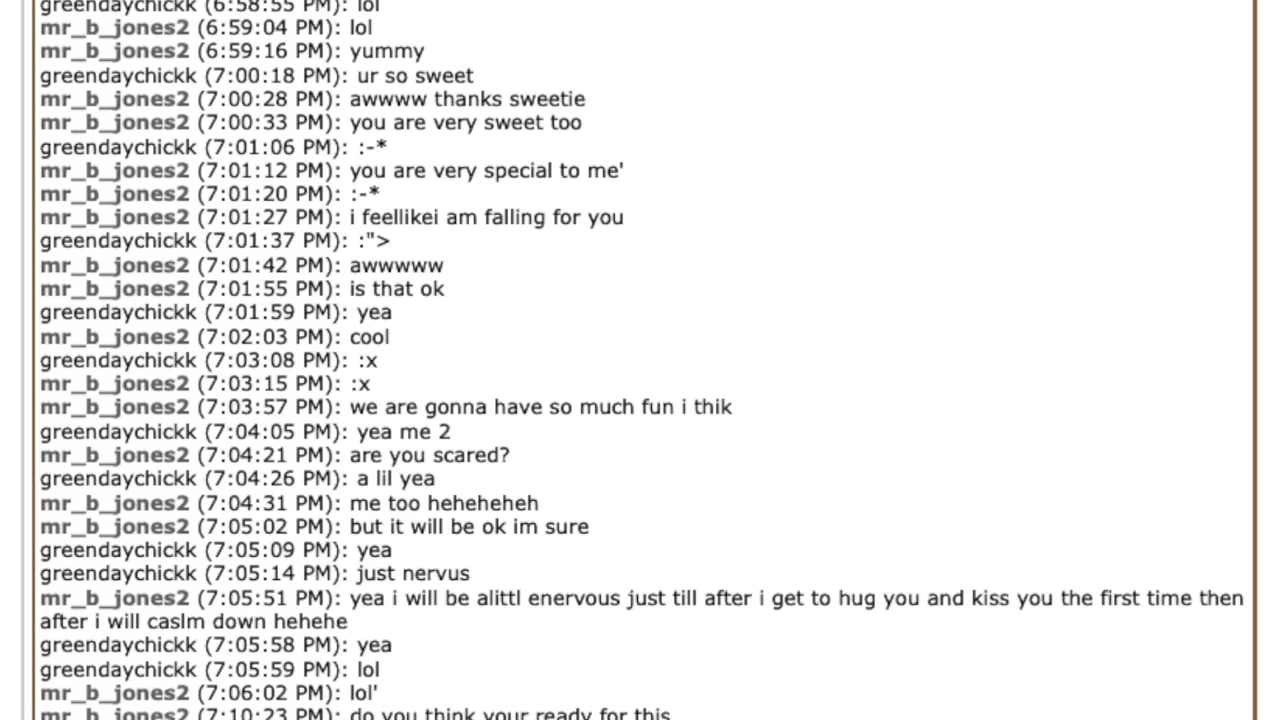 greendaychickk (6:58:55 PM): lol
mr_b_jones2 (6:59:04 PM): lol
mr_b_jones2 (6:59:16 PM): yummy
greendaychickk (7:00:18 PM): ur so sweet
mr_b_jones2 (7:00:28 PM): awwww thanks sweetie
mr_b_jones2 (7:00:33 PM): you are very sweet too
greendaychickk (7:01:06 PM): :-*
mr_b_jones2 (7:01:12 PM): you are very special to me'
mr_b_jones2 (7:01:20 PM): :-*
mr_b_jones2 (7:01:27 PM): i feellikei am falling for you
greendaychickk (7:01:37 PM): :">
mr_b_jones2 (7:01:42 PM): awwwww
mr_b_jones2 (7:01:55 PM): is that ok
greendaychickk (7:01:59 PM): yea
mr_b_jones2 (7:02:03 PM): cool
greendaychickk (7:03:08 PM): :x
mr_b_jones2 (7:03:15 PM): :x
mr_b_jones2 (7:03:57 PM): we are gonna have so much fun i thik
greendaychickk (7:04:05 PM): yea me 2
mr_b_jones2 (7:04:21 PM): are you scared?
greendaychickk (7:04:26 PM): a lil yea
mr_b_jones2 (7:04:31 PM): me too heheheheh
mr_b_jones2 (7:05:02 PM): but it will be ok im sure
greendaychickk (7:05:09 PM): yea
greendaychickk (7:05:14 PM): just nervus
mr_b_jones2 (7:05:51 PM): yea i will be alittl enervous just till after i get to hug you and kiss you the first time then
after i will caslm down hehehe
greendaychickk (7:05:58 PM): yea
greendaychickk (7:05:59 PM): lol
mr_b_jones2 (7:06:02 PM): lol'
mr_b_jones2 (7:10:23 PM): do you think your ready for this